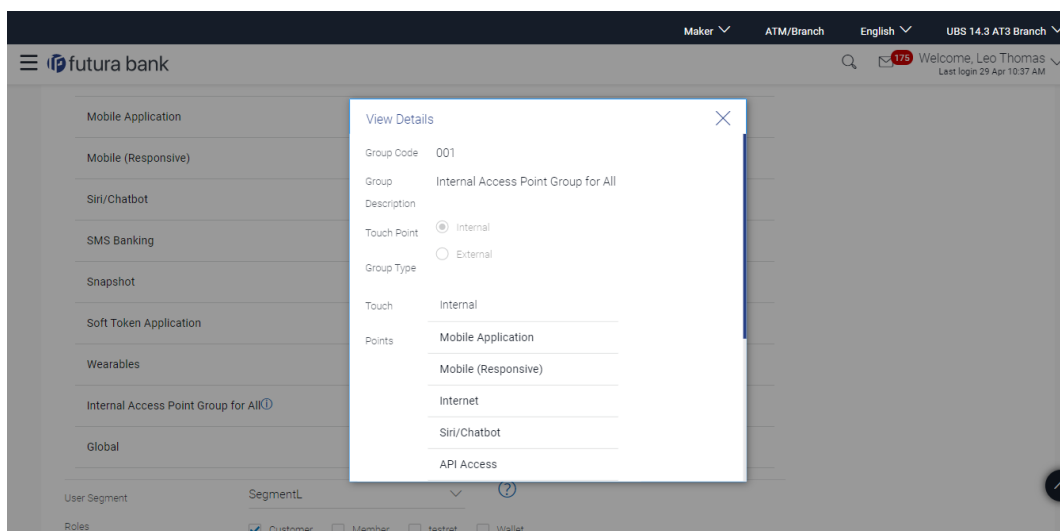 Maker ATM/Branch English UBS 14.3 AT3 Branch
futura bank 175 Welcome, Leo Thomas
Last login 29 Apr 10:37 AM
Mobile Application
Mobile (Responsive)
Siri/Chatbot
SMS Banking
Snapshot
Soft Token Application
Wearables
Internal Access Point Group for All
Global
User Segment SegmentL
Roles Customer Member testret Wallet
View Details
Group Code 001
Group Internal Access Point Group for All
Description
Touch Point Internal
External
Group Type
Touch Internal
Points Mobile Application
Mobile (Responsive)
Internet
Siri/Chatbot
API Access